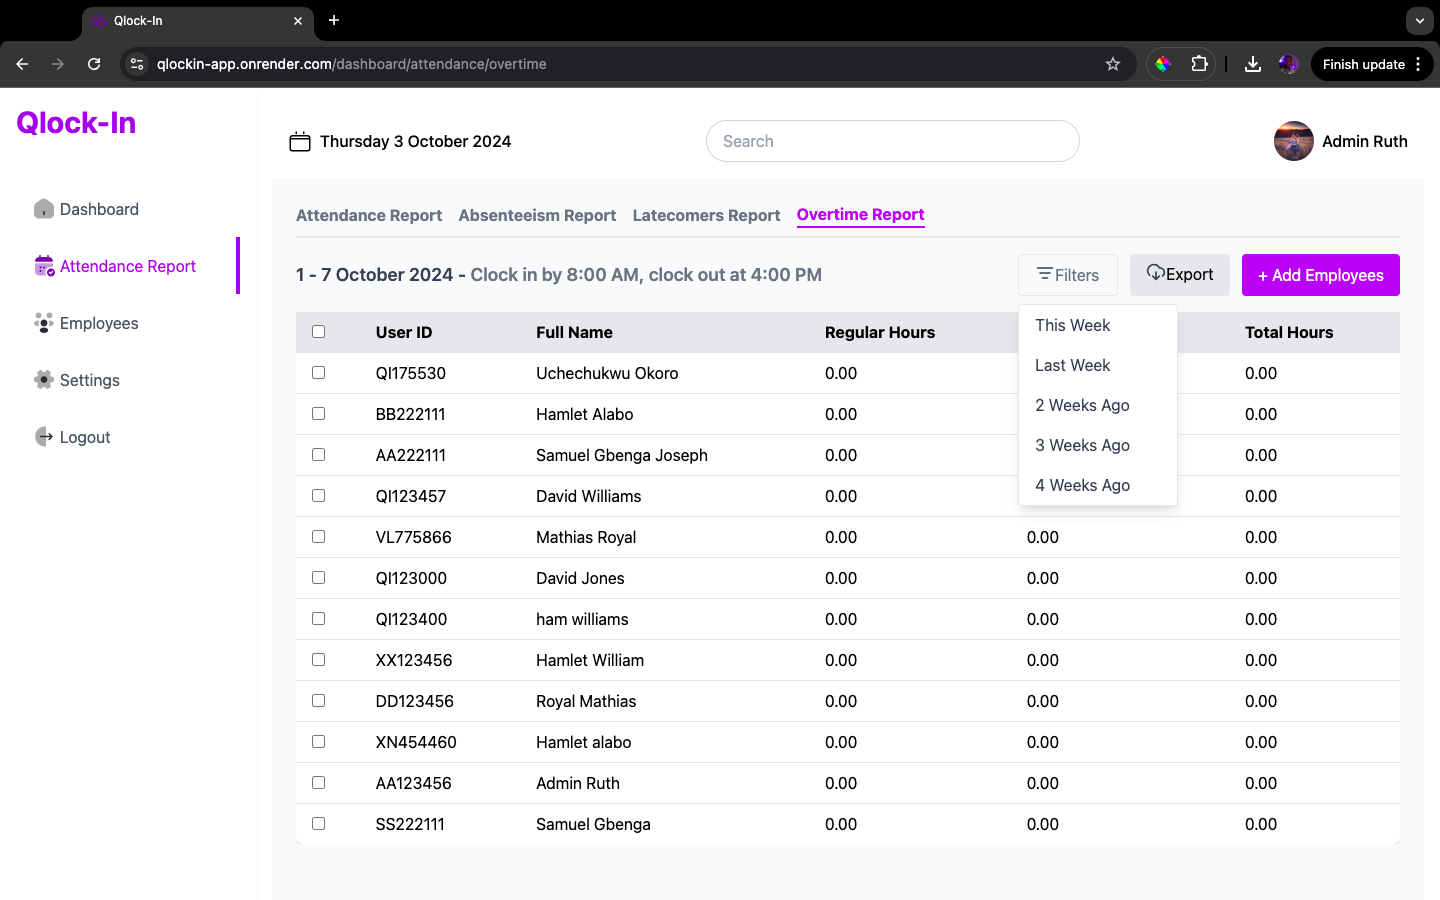 Qlock-In
qlockin-app.onrender.com/dashboard/attendance/overtime
Finish update
Qlock-In
Thursday 3 October 2024
Search
Admin Ruth
Dashboard
Attendance Report
Employees
Settings
Logout
Attendance Report Absenteeism Report Latecomers Report Overtime Report
1 - 7 October 2024 - Clock in by 8:00 AM, clock out at 4:00 PM
Filters
Export
+ Add Employees
This Week
Last Week
2 Weeks Ago
3 Weeks Ago
4 Weeks Ago
User ID Full Name Regular Hours Total Hours
QI175530 Uchechukwu Okoro 0.00 0.00
BB222111 Hamlet Alabo 0.00 0.00
AA222111 Samuel Gbenga Joseph 0.00 0.00
QI123457 David Williams 0.00 0.00
VL775866 Mathias Royal 0.00 0.00 0.00
QI123000 David Jones 0.00 0.00 0.00
QI123400 ham williams 0.00 0.00 0.00
XX123456 Hamlet William 0.00 0.00 0.00
DD123456 Royal Mathias 0.00 0.00 0.00
XN454460 Hamlet alabo 0.00 0.00 0.00
AA123456 Admin Ruth 0.00 0.00 0.00
SS222111 Samuel Gbenga 0.00 0.00 0.00